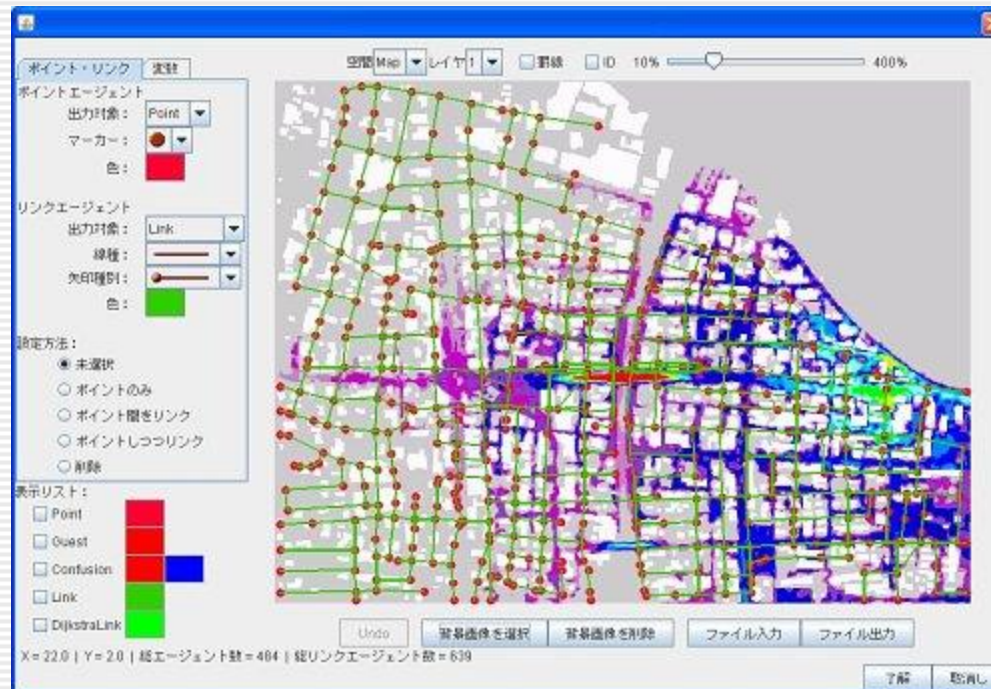 空間 Map レイヤ 1 罫線 ID 10% 400%
ポイント・リンク 変数
ポイントエージェント
出力対象： Point
マーカー：
色：
リンクエージェント
出力対象： Link
線種：
矢印種別：
色：
設定方法：
未選択
ポイントのみ
ポイント間をリンク
ポイントしつつリンク
削除
表示リスト：
Point
Guest
Confusion
Link
DijkstraLink
Undo 背景画像を選択 背景画像を削除 ファイル入力 ファイル出力
X = 22.0 | Y = 2.0 | 総エージェント数 = 484 | 総リンクエージェント数 = 639
了解 取消し